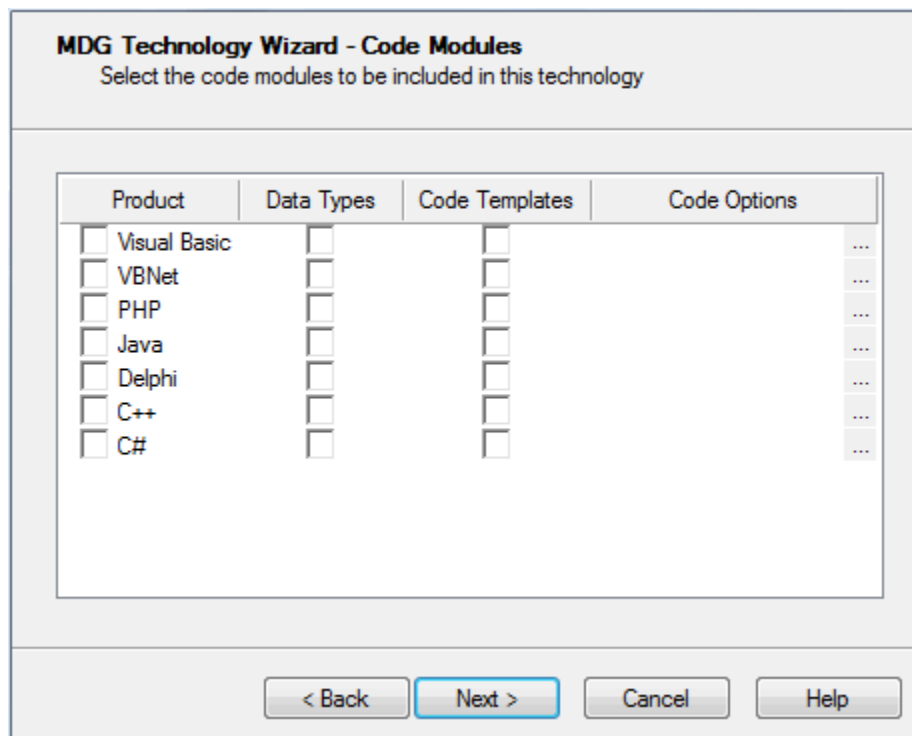 MDG Technology Wizard - Code Modules
Select the code modules to be included in this technology
Product Data Types Code Templates Code Options
Visual Basic ...
VBNet ...
PHP ...
Java ...
Delphi ...
C++ ...
C# ...
< Back Next > Cancel Help